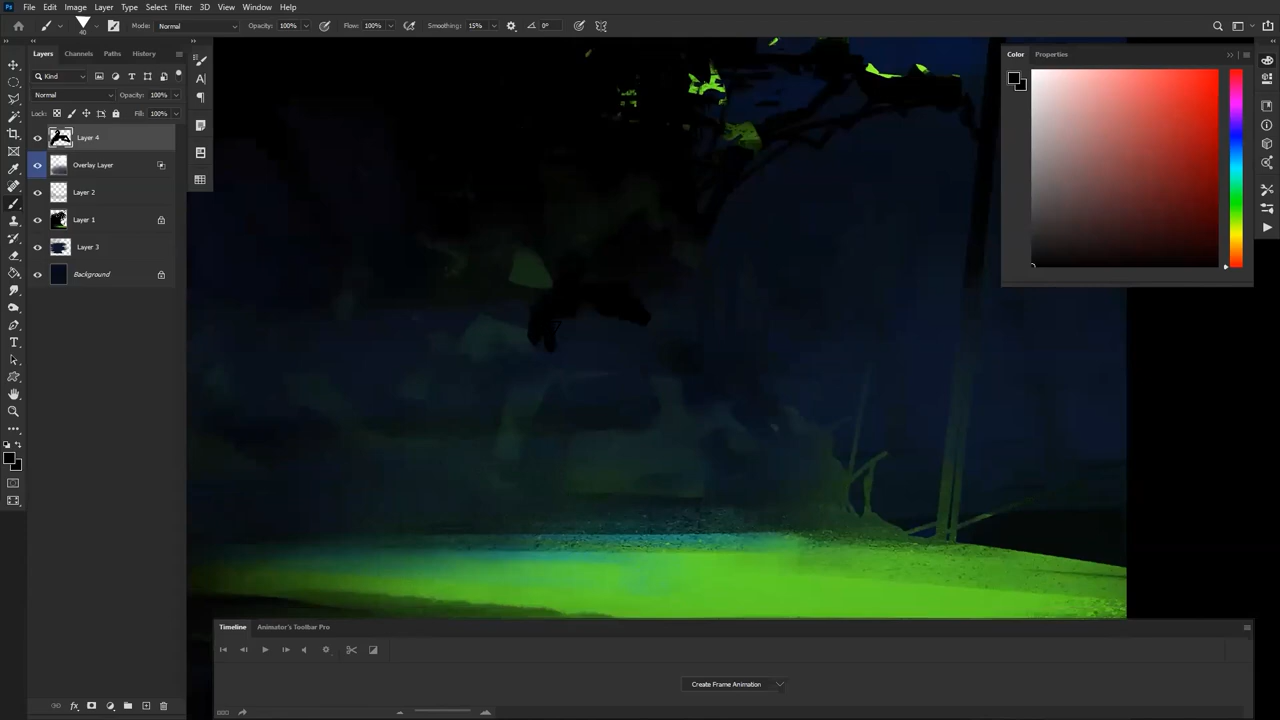 Ps File Edit Image Layer Type Select Filter 3D View Window Help
40 Mode: Normal Opacity: 100% Flow: 100% Smoothing: 15% 0°
Layers Channels Paths History
Kind
Normal Opacity: 100%
Lock: Fill: 100%
Layer 4
Overlay Layer
Layer 2
Layer 1
Layer 3
Background
Color Properties
Timeline Animator's Toolbar Pro
Create Frame Animation